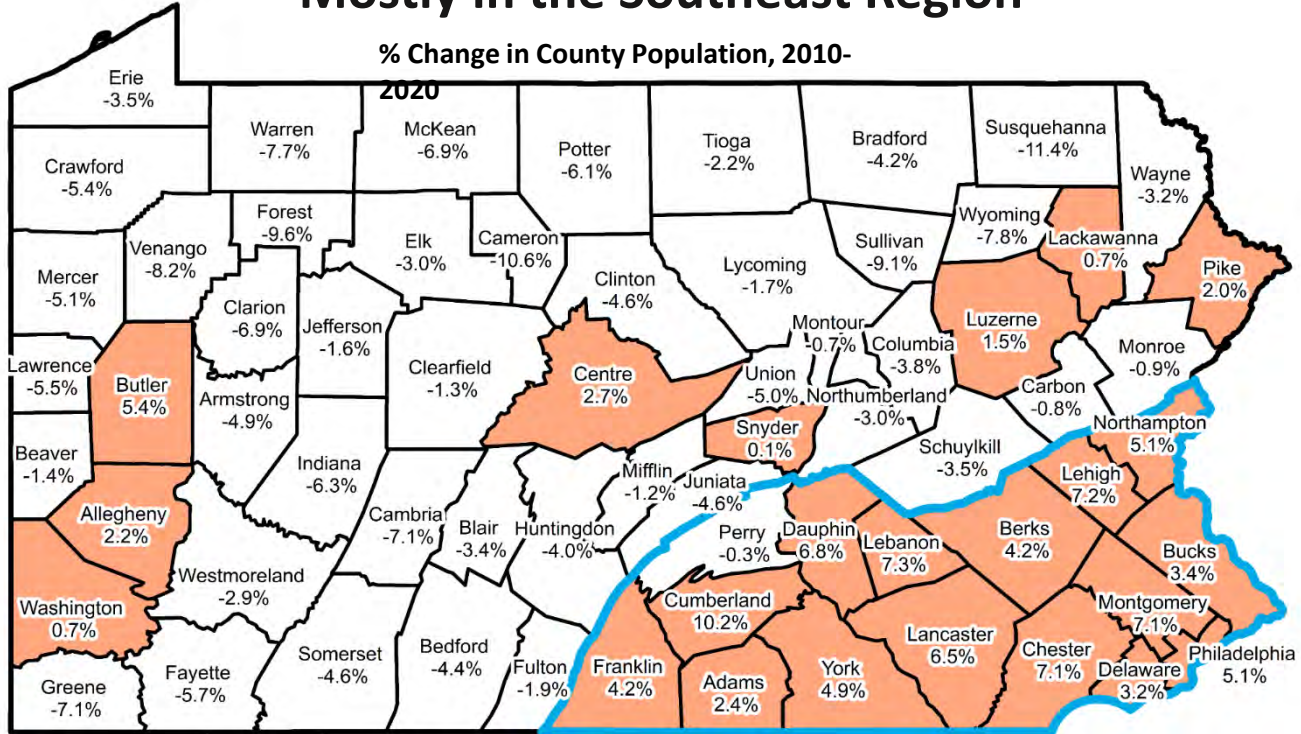 Mostly in the Southeast Region
% Change in County Population, 2010-
2020
Erie
-3.5%
Warren
-7.7%
McKean
-6.9%
Potter
-6.1%
Tioga
-2.2%
Bradford
-4.2%
Susquehanna
-11.4%
Wayne
-3.2%
Crawford
-5.4%
Forest
-9.6%
Venango
-8.2%
Elk
-3.0%
Cameron
-10.6%
Wyoming
-7.8%
Lackawanna
0.7%
Pike
2.0%
Mercer
-5.1%
Clarion
-6.9%
Jefferson
-1.6%
Clinton
-4.6%
Lycoming
-1.7%
Sullivan
-9.1%
Luzerne
1.5%
Montour
-0.7%
Columbia
-3.8%
Monroe
-0.9%
Lawrence
-5.5%
Butler
5.4%
Armstrong
-4.9%
Clearfield
-1.3%
Centre
2.7%
Union
-5.0%
Northumberland
-3.0%
Carbon
-0.8%
Northampton
5.1%
Snyder
0.1%
Schuylkill
-3.5%
Lehigh
7.2%
Beaver
-1.4%
Indiana
-6.3%
Mifflin
-1.2%
Juniata
-4.6%
Allegheny
2.2%
Cambria
-7.1%
Blair
-3.4%
Huntingdon
-4.0%
Perry
-0.3%
Dauphin
6.8%
Lebanon
7.3%
Berks
4.2%
Bucks
3.4%
Westmoreland
-2.9%
Washington
0.7%
Cumberland
10.2%
Montgomery
7.1%
Lancaster
6.5%
Chester
7.1%
Philadelphia
5.1%
Delaware
3.2%
Greene
-7.1%
Fayette
-5.7%
Somerset
-4.6%
Bedford
-4.4%
Fulton
-1.9%
Franklin
4.2%
Adams
2.4%
York
4.9%